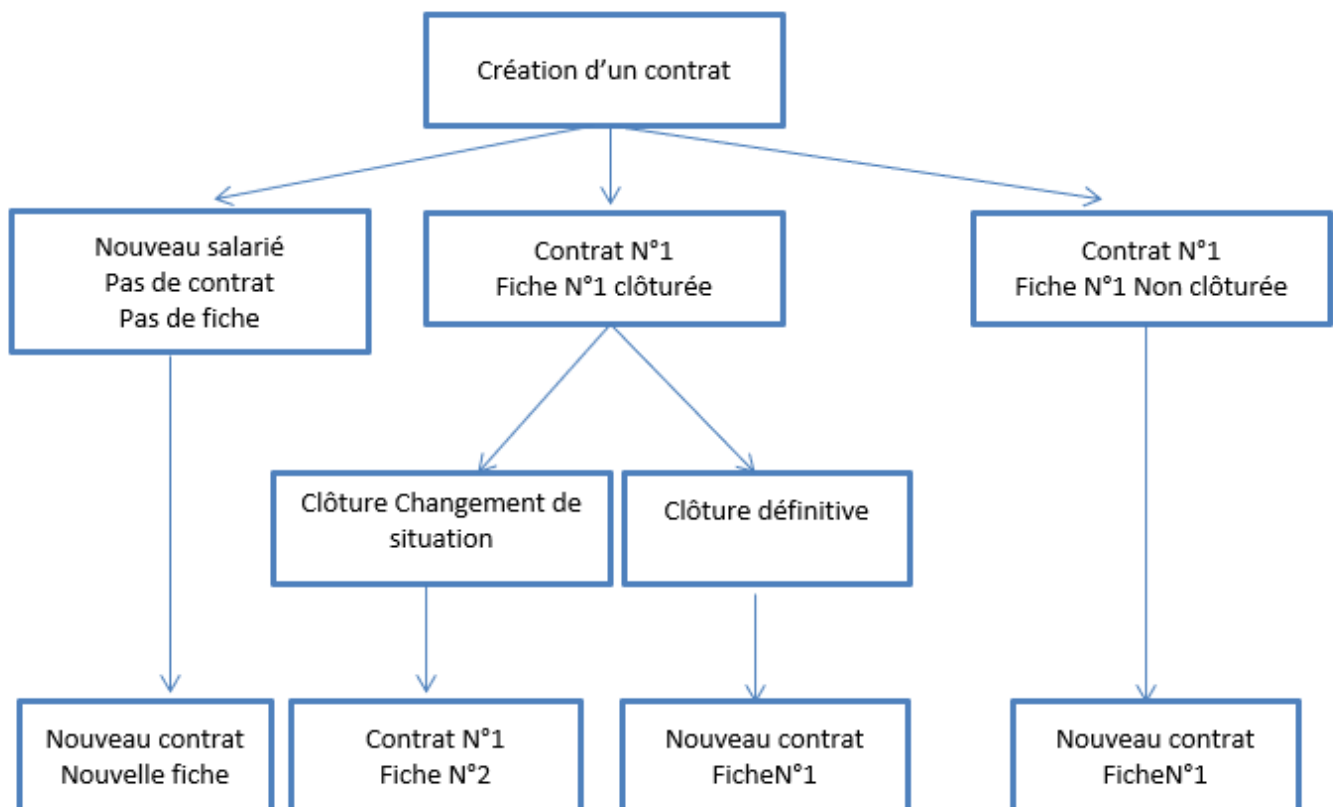 Création d’un contrat
Nouveau salarié
Pas de contrat
Pas de fiche
Contrat N°1
Fiche N°1 clôturée
Contrat N°1
Fiche N°1 Non clôturée
Clôture Changement de
situation
Clôture définitive
Nouveau contrat
Nouvelle fiche
Contrat N°1
Fiche N°2
Nouveau contrat
FicheN°1
Nouveau contrat
FicheN°1